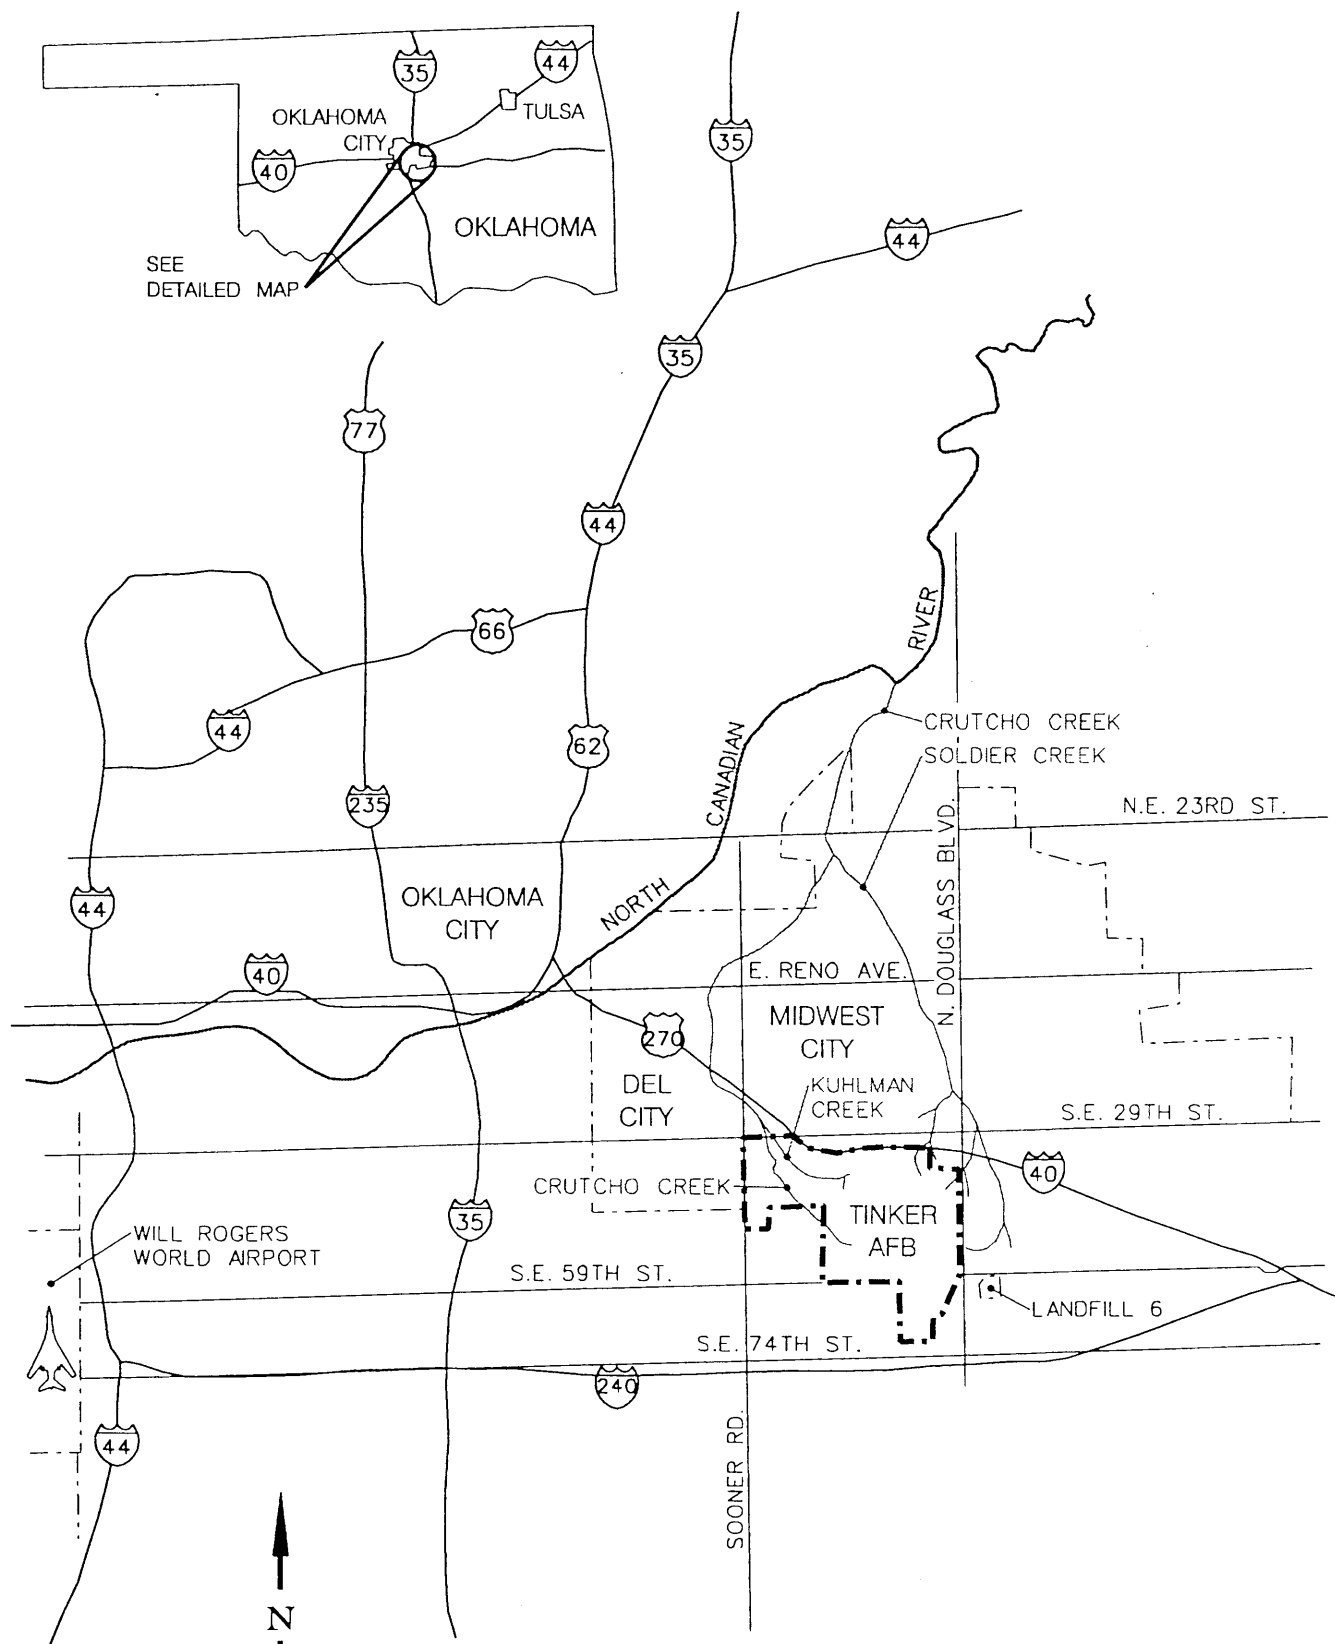 35
44
TULSA
OKLAHOMA
CITY
40
OKLAHOMA
SEE
DETAILED MAP
35
44
35
77
44
66
RIVER
44
CRUTCHO CREEK
62
SOLDIER CREEK
CANADIAN
235
N.E. 23RD ST.
N. DOUGLASS BLVD.
44
OKLAHOMA
CITY
NORTH
40
E. RENO AVE.
MIDWEST
CITY
270
DEL
CITY
KUHLMAN
CREEK
S.E. 29TH ST.
40
CRUTCHO CREEK
35
TINKER
AFB
WILL ROGERS
WORLD AIRPORT
S.E. 59TH ST.
LANDFILL 6
S.E. 74TH ST.
240
44
SOONER RD.
N